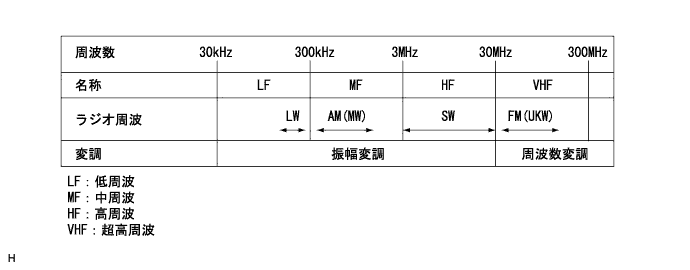 周波数 30kHz 300kHz 3MHz 30MHz 300MHz
名称 LF MF HF VHF
ラジオ周波 LW AM(MW) SW FM(UKW)
変調 振幅変調 周波数変調
LF：低周波
MF：中周波
HF：高周波
VHF：超高周波
H